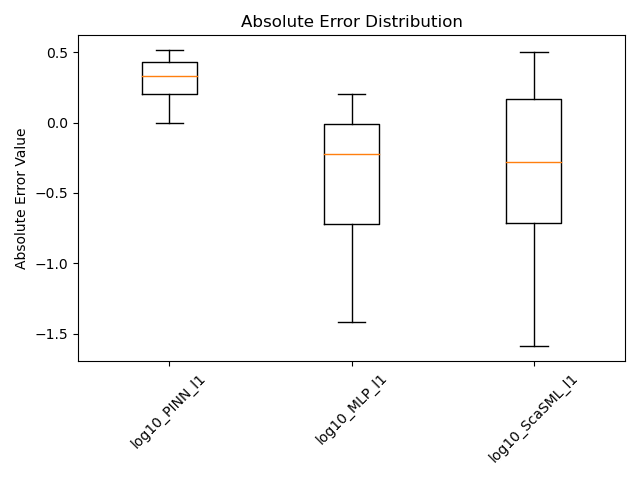 Absolute Error Distribution
Absolute Error Value
0.5
0.0
−0.5
−1.0
−1.5
log10_PINN_l1
log10_MLP_l1
log10_ScaSML_l1